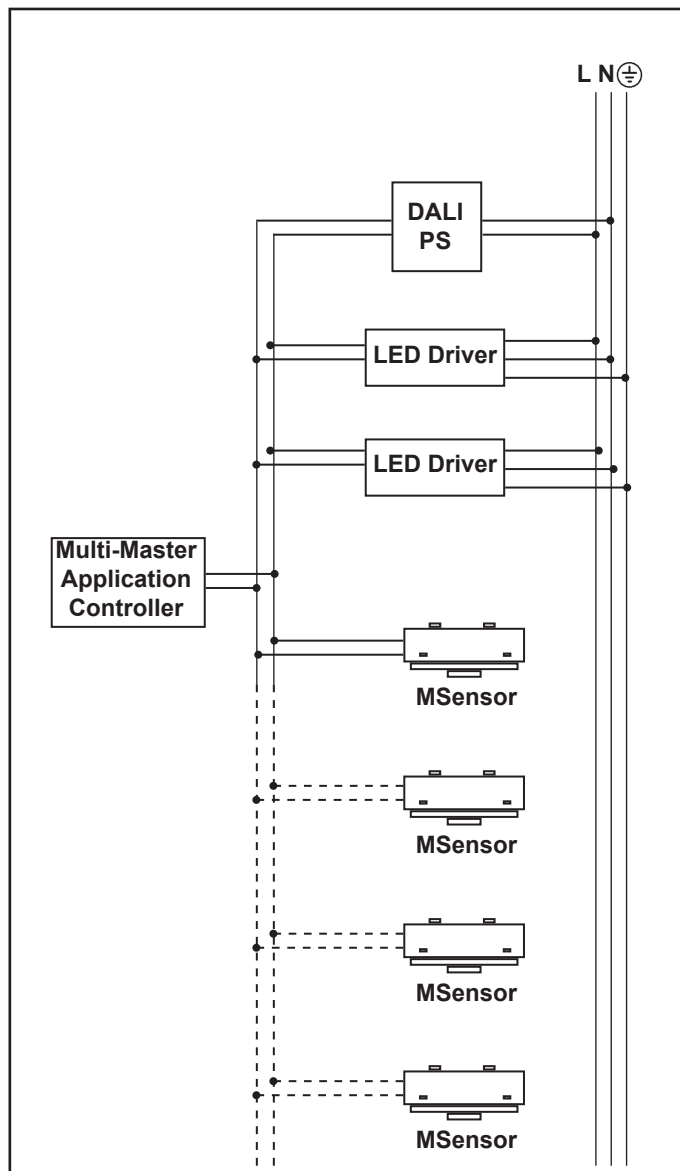 L N
DALI
PS
LED Driver
LED Driver
Multi-Master
Application
Controller
MSensor
MSensor
MSensor
MSensor